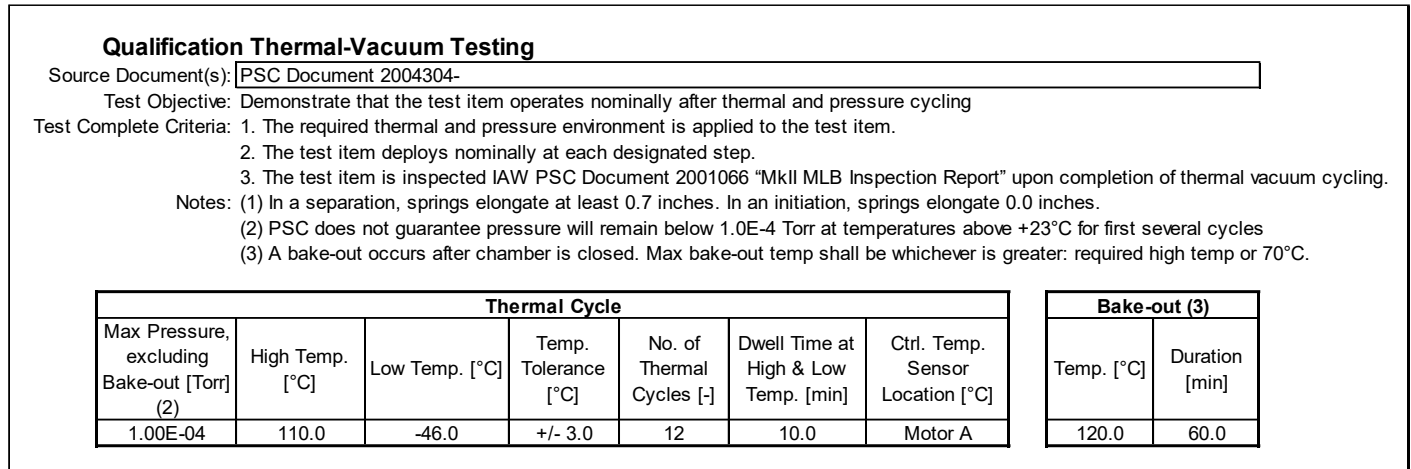 Qualification Thermal-Vacuum Testing
Source Document(s): PSC Document 2004304-
Test Objective: Demonstrate that the test item operates nominally after thermal and pressure cycling
Test Complete Criteria: 1. The required thermal and pressure environment is applied to the test item.
2. The test item deploys nominally at each designated step.
3. The test item is inspected IAW PSC Document 2001066 “MkII MLB Inspection Report” upon completion of thermal vacuum cycling.
Notes: (1) In a separation, springs elongate at least 0.7 inches. In an initiation, springs elongate 0.0 inches.
(2) PSC does not guarantee pressure will remain below 1.0E-4 Torr at temperatures above +23°C for first several cycles
(3) A bake-out occurs after chamber is closed. Max bake-out temp shall be whichever is greater: required high temp or 70°C.
Thermal Cycle
Max Pressure,
excluding
Bake-out [Torr]
(2)
High Temp.
[°C]
Low Temp. [°C]
Temp.
Tolerance
[°C]
No. of
Thermal
Cycles [-]
Dwell Time at
High & Low
Temp. [min]
Ctrl. Temp.
Sensor
Location [°C]
1.00E-04 110.0 -46.0 +/- 3.0 12 10.0 Motor A
Bake-out (3)
Temp. [°C]
Duration
[min]
120.0 60.0